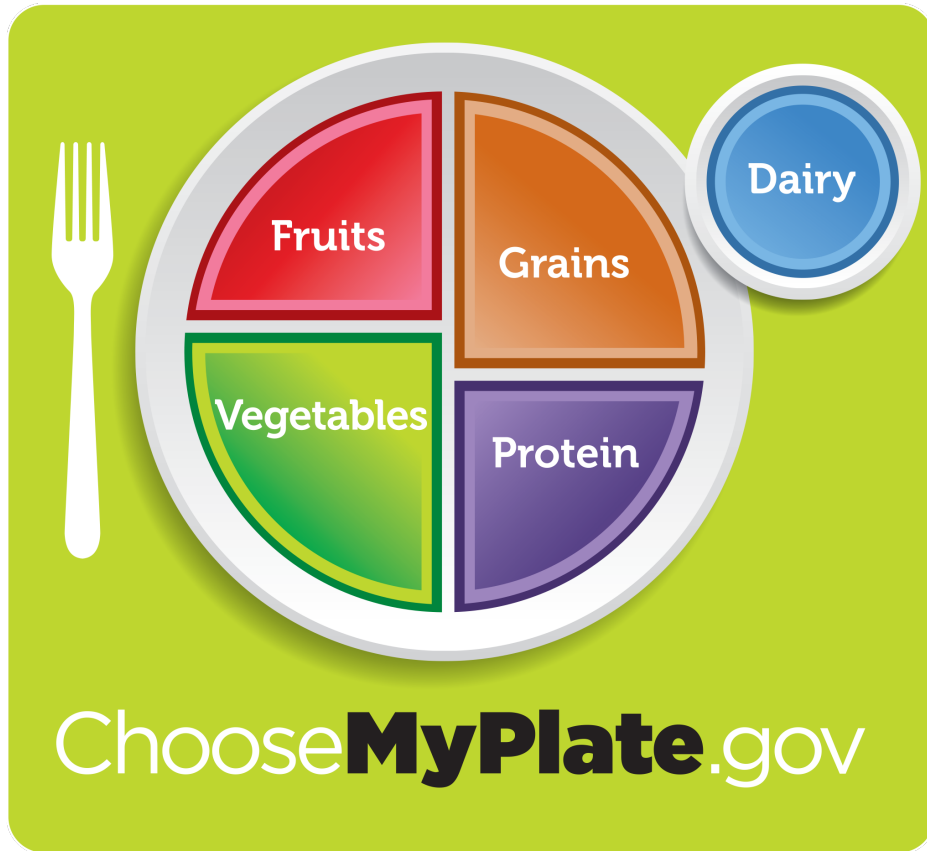 Fruits
Grains
Dairy
Vegetables
Protein
ChooseMyPlate.gov